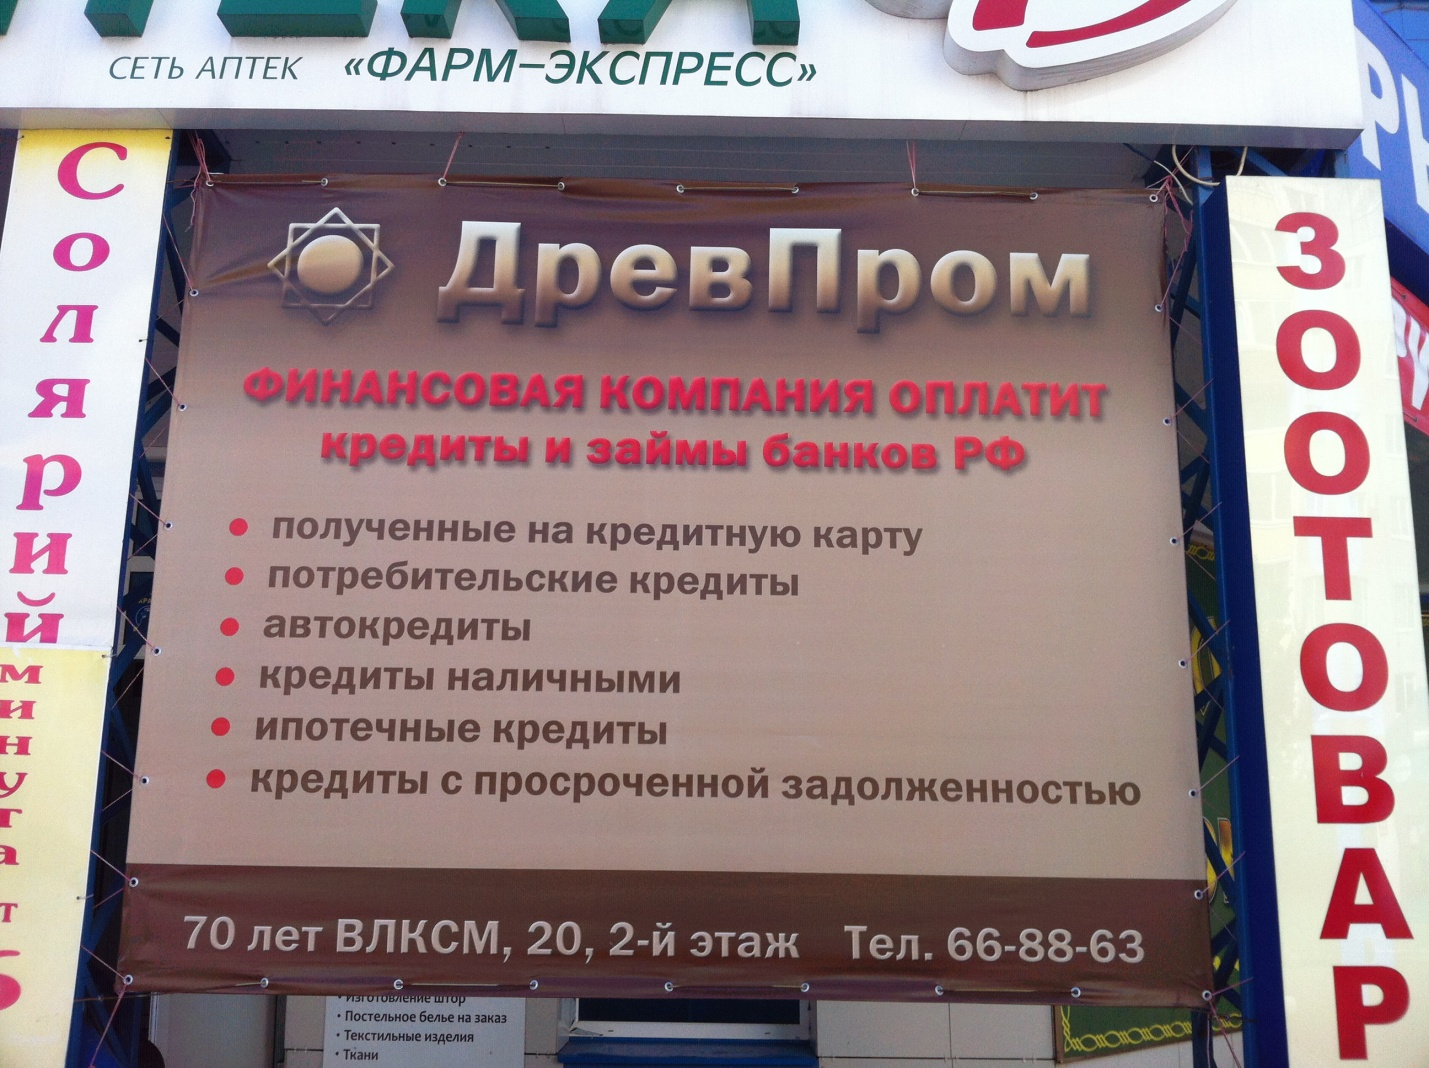 СЕТЬ АПТЕК «ФАРМ-ЭКСПРЕСС»
Солярий
минута
ДревПром
ФИНАНСОВАЯ КОМПАНИЯ ОПЛАТИТ
кредиты и займы банков РФ
• полученные на кредитную карту
• потребительские кредиты
• автокредиты
• кредиты наличными
• ипотечные кредиты
• кредиты с просроченной задолженностью
70 лет ВЛКСМ, 20, 2-й этаж Тел. 66-88-63
ЗООТОВАР
• Изготовление штор
• Постельное белье на заказ
• Текстильные изделия
• Ткани